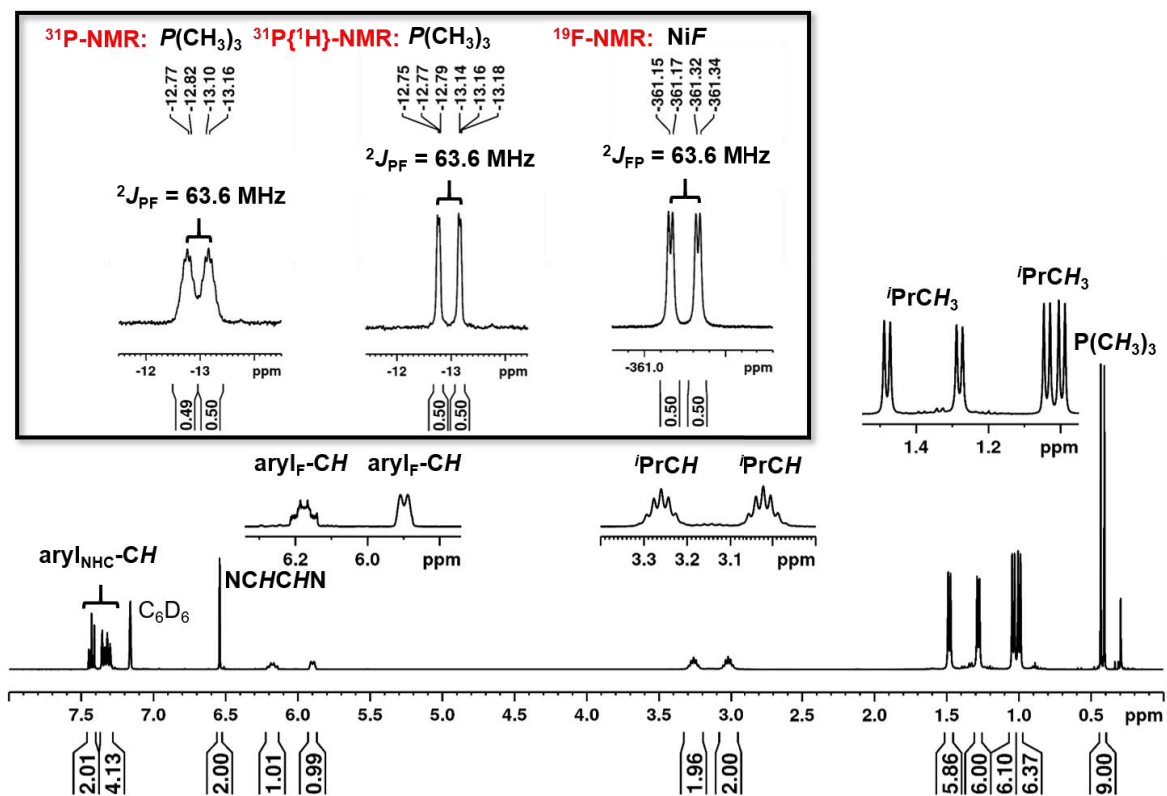 ³¹P-NMR: P(CH₃)₃ ³¹P{¹H}-NMR: P(CH₃)₃ ¹⁹F-NMR: NiF
-12.77
-12.82
-13.10
-13.16
-12.75
-12.77
-12.79
-13.14
-13.16
-13.18
-361.15
-361.17
-361.32
-361.34
²J_PF = 63.6 MHz
²J_PF = 63.6 MHz
²J_FP = 63.6 MHz
-12 -13 ppm
-12 -13 ppm
-361.0 ppm
0.49 0.50
0.50 0.50
0.50 0.50
ⁱPrCH₃
ⁱPrCH₃
P(CH₃)₃
1.4 1.2 ppm
aryl_F-CH aryl_F-CH
6.2 6.0 ppm
ⁱPrCH ⁱPrCH
3.3 3.2 3.1 ppm
aryl_NHC-CH
C₆D₆
NCHCHN
7.5 7.0 6.5 6.0 5.5 5.0 4.5 4.0 3.5 3.0 2.5 2.0 1.5 1.0 0.5 ppm
2.01 4.13 2.00 1.01 0.99 1.96 2.00 5.86 6.00 6.10 6.37 9.00